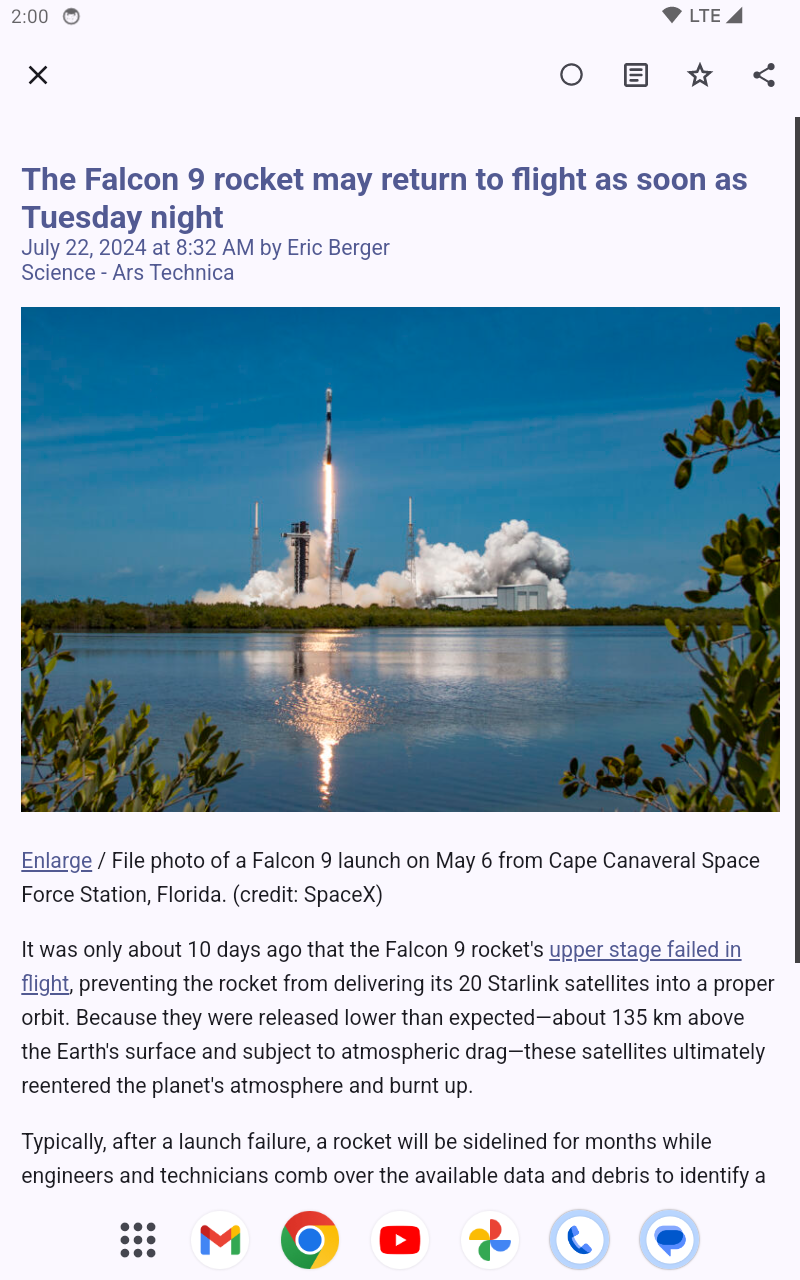 2:00
LTE
The Falcon 9 rocket may return to flight as soon as
Tuesday night
July 22, 2024 at 8:32 AM by Eric Berger
Science - Ars Technica
Enlarge / File photo of a Falcon 9 launch on May 6 from Cape Canaveral Space
Force Station, Florida. (credit: SpaceX)
It was only about 10 days ago that the Falcon 9 rocket's upper stage failed in
flight, preventing the rocket from delivering its 20 Starlink satellites into a proper
orbit. Because they were released lower than expected—about 135 km above
the Earth's surface and subject to atmospheric drag—these satellites ultimately
reentered the planet's atmosphere and burnt up.
Typically, after a launch failure, a rocket will be sidelined for months while
engineers and technicians comb over the available data and debris to identify a